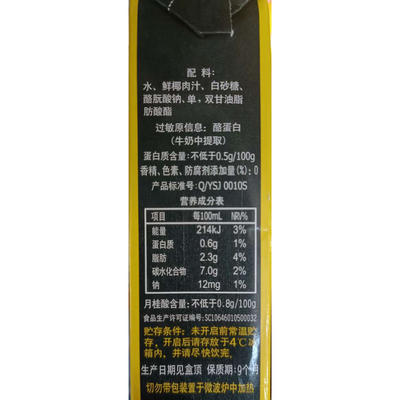 配料:
水、鲜椰肉汁、白砂糖、
酪朊酸钠、单,双甘油脂
肪酸酯
过敏原信息:酪蛋白
(牛奶中提取)
蛋白质含量:不低于0.5g/100g
香精、色素、防腐剂添加量(%):0
产品标准号:Q/YSJ 0010S
营养成分表
项目 每100mL NRV%
能量 214kJ 3%
蛋白质 0.6g 1%
脂肪 2.3g 4%
碳水化合物 7.0g 2%
钠 12mg 1%
月桂酸含量:不低于0.8g/100g
食品生产许可证编号:SC10646010500032
贮存条件:未开启前常温贮
存,开启后请存放于4℃冰
箱内,并请尽快饮完。
生产日期见盒顶 保质期:9个月
切勿带包装置于微波炉中加热